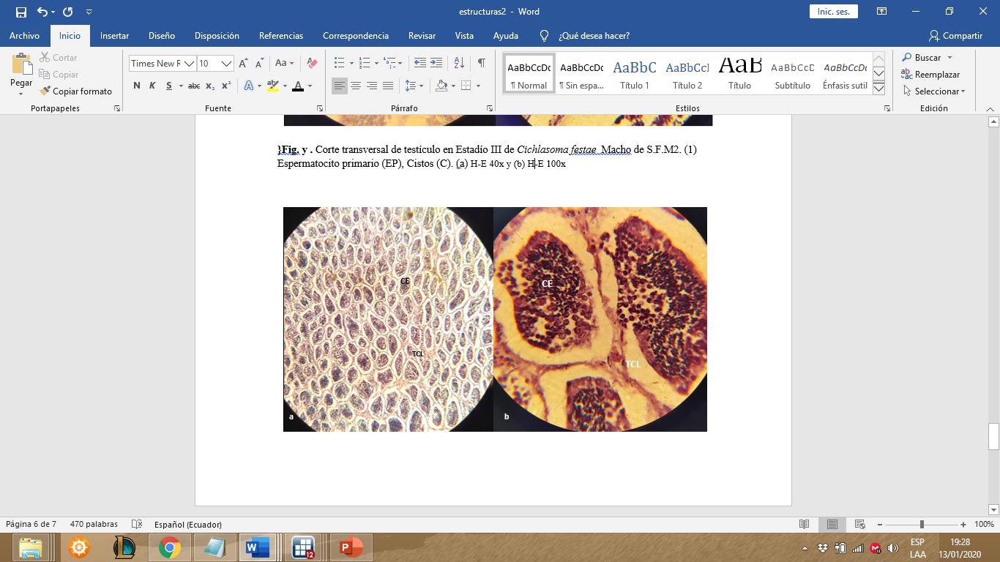 estructuras2 - Word
Inic. ses.
Archivo Inicio Insertar Diseño Disposición Referencias Correspondencia Revisar Vista Ayuda ¿Qué desea hacer? Compartir
Pegar
Cortar
Copiar
Copiar formato
Portapapeles
Times New R 10
A A Aa
N K S abc x₂ x² A aby A
Fuente
Párrafo
AaBbCcDc AaBbCcDc AaBbC AaBbCcI AaB AaBbCcD AaBbCcDc
¶ Normal ¶ Sin espa... Título 1 Título 2 Título Subtítulo Énfasis sutil
Estilos
Buscar
Reemplazar
Seleccionar
Edición
}Fig. y . Corte transversal de testículo en Estadío III de Cichlasoma festae Macho de S.F.M2. (1)
Espermatocito primario (EP), Cistos (C). (a) H-E 40x y (b) H-E 100x
CE
TCL
a
CE
TCL
b
Página 6 de 7 470 palabras Español (Ecuador) 100%
12
ESP
LAA
19:28
13/01/2020